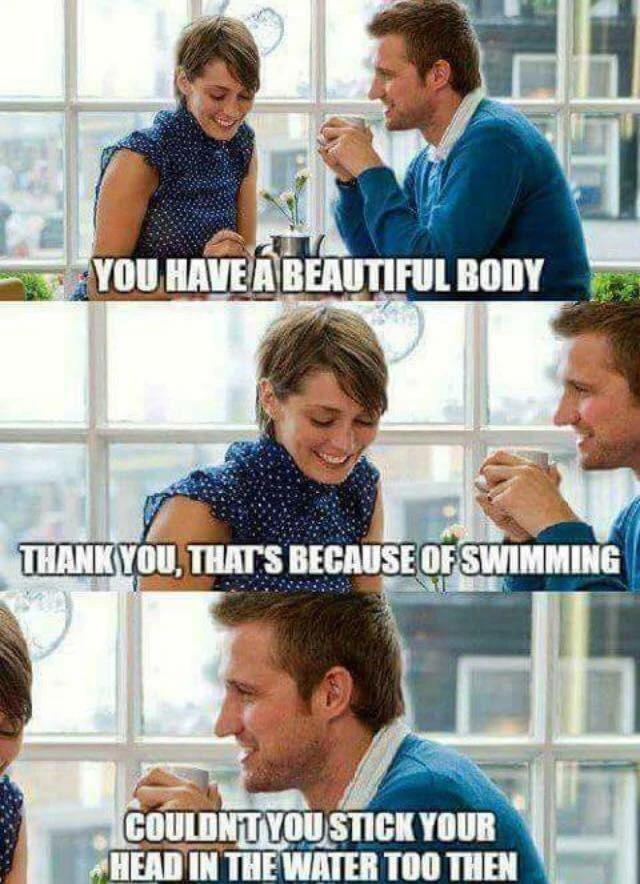 YOU HAVE A BEAUTIFUL BODY
THANK YOU, THAT'S BECAUSE OF SWIMMING
COULDN'T YOU STICK YOUR
HEAD IN THE WATER TOO THEN